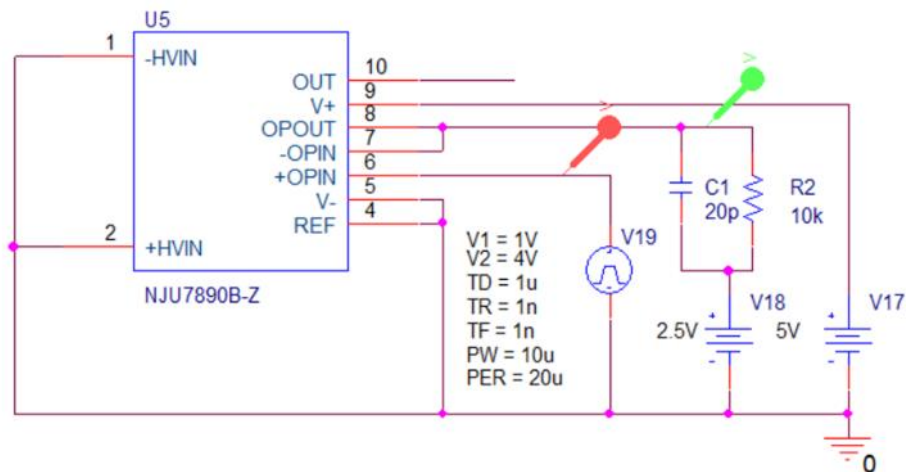 U5
1
-HVIN
2
+HVIN
OUT
10
V+
9
OPOUT
8
-OPIN
7
+OPIN
6
V-
5
REF
4
NJU7890B-Z
V1 = 1V
V2 = 4V
TD = 1u
TR = 1n
TF = 1n
PW = 10u
PER = 20u
V19
V
V
C1
20p
R2
10k
V18
2.5V
+
-
V17
5V
+
-
0